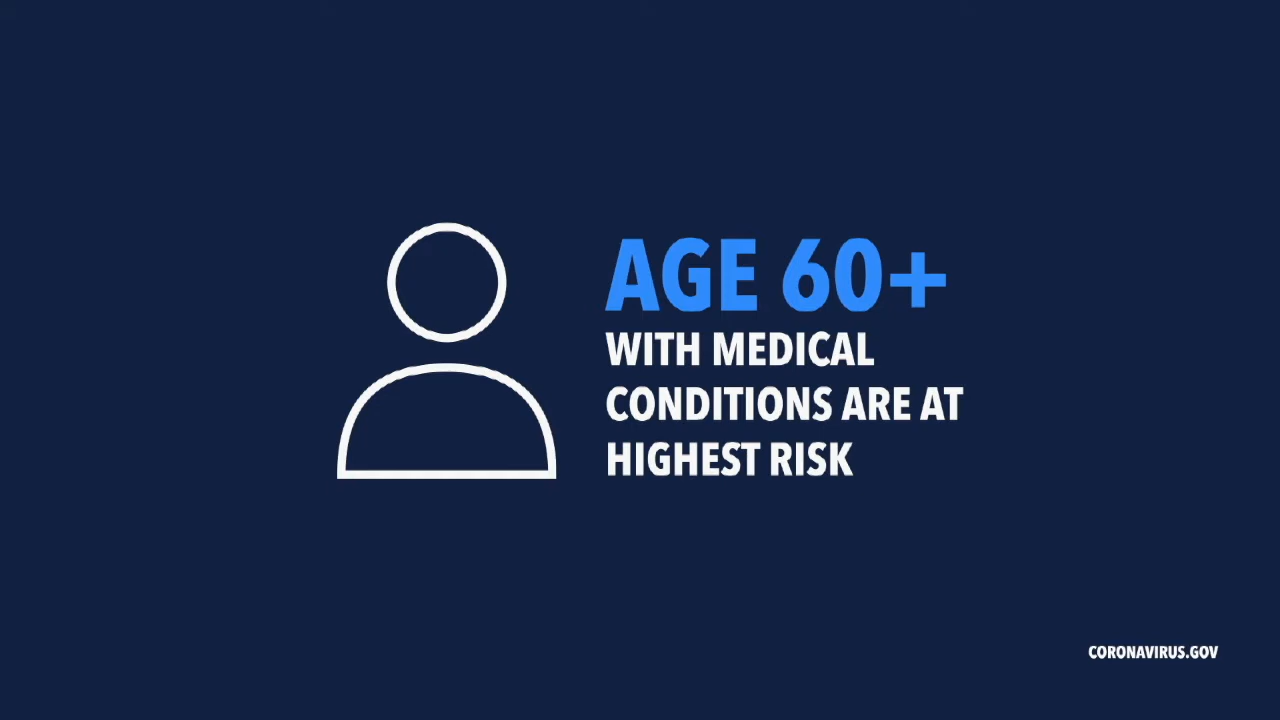 AGE 60+
WITH MEDICAL
CONDITIONS ARE AT
HIGHEST RISK
CORONAVIRUS.GOV